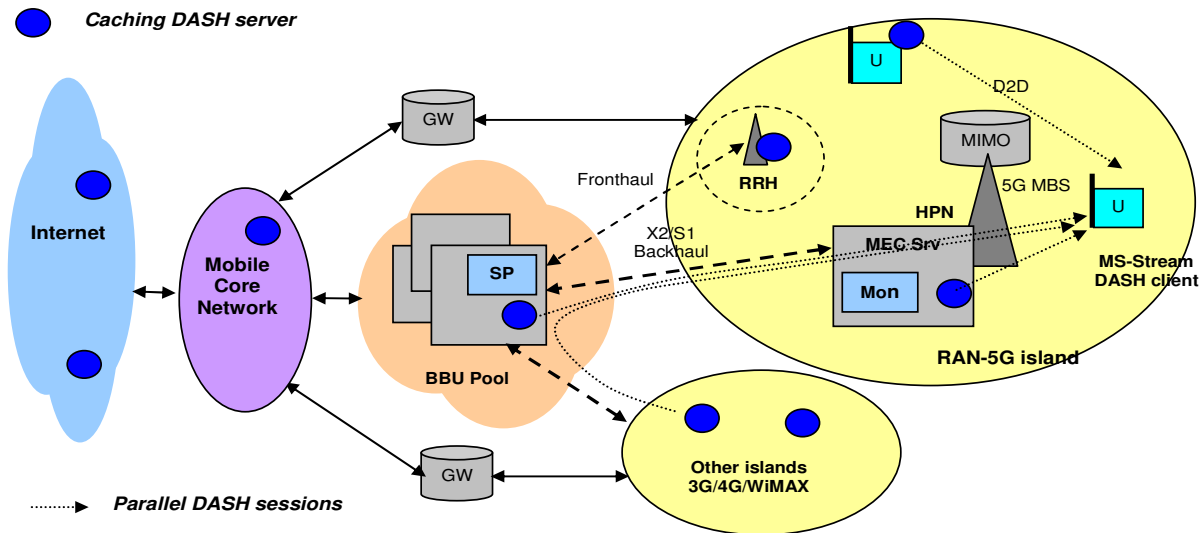 Caching DASH server
U
D2D
GW
MIMO
RRH
Fronthaul
5G MBS
U
HPN
Internet
X2/S1
Backhaul
MEC Srv
Mobile
Core
Network
SP
MS-Stream
DASH client
Mon
RAN-5G island
BBU Pool
GW
Other islands
3G/4G/WiMAX
Parallel DASH sessions